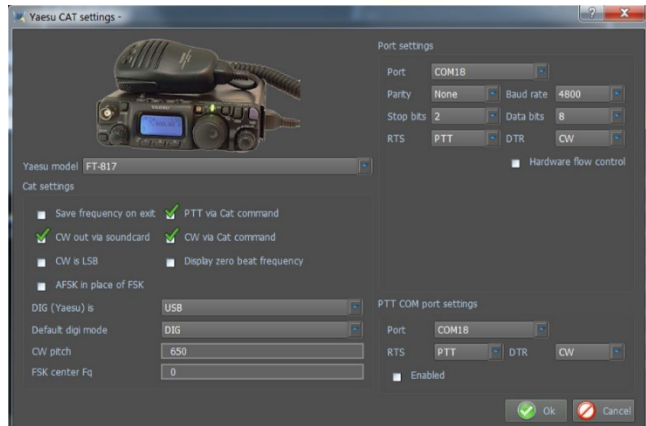 Yaesu CAT settings -
Port settings
Port COM18
Parity None Baud rate 4800
Stop bits 2 Data bits 8
RTS PTT DTR CW
Hardware flow control
Yaesu model FT-817
Cat settings
Save frequency on exit PTT via Cat command
CW out via soundcard CW via Cat command
CW is LSB Display zero beat frequency
AFSK in place of FSK
DIG (Yaesu) is USB
Default digi mode DIG
CW pitch 650
FSK center Fq 0
PTT COM port settings
Port COM18
RTS PTT DTR CW
Enabled
Ok Cancel